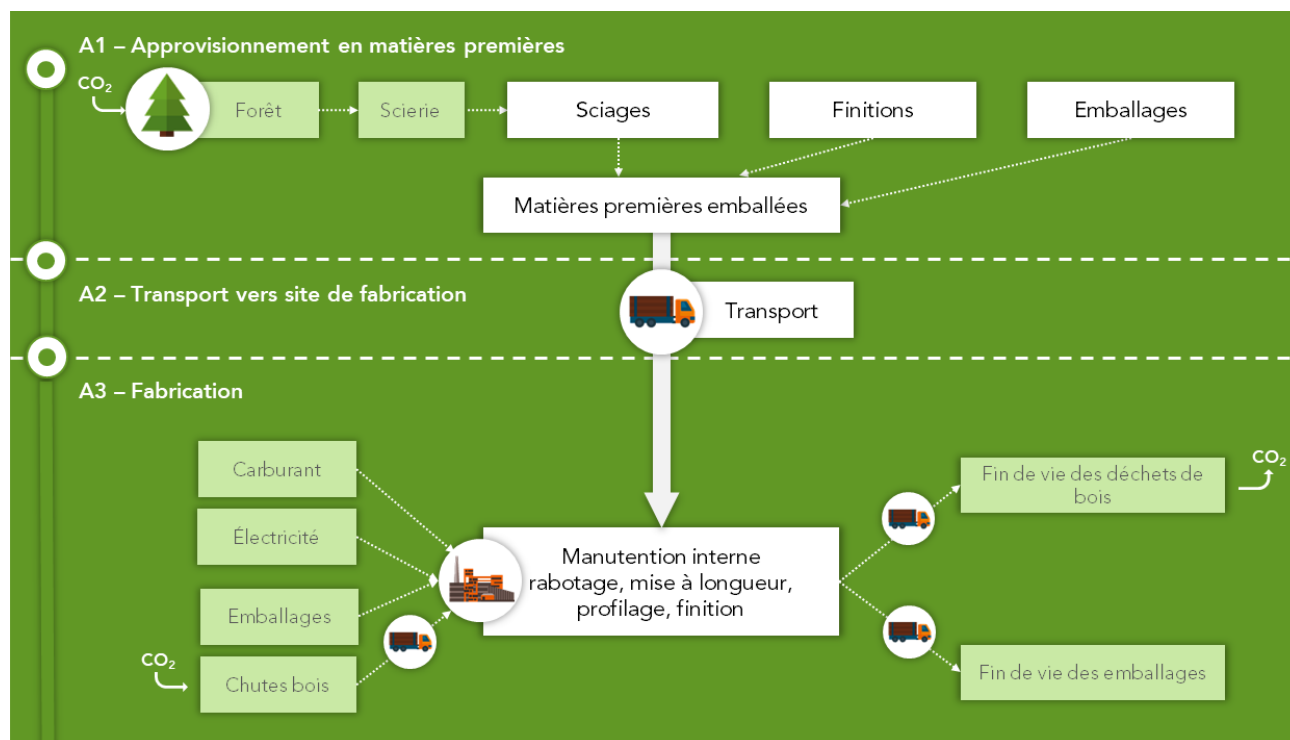 A1 – Approvisionnement en matières premières
CO₂
Forêt
Scierie
Sciages
Finitions
Emballages
Matières premières emballées
A2 – Transport vers site de fabrication
Transport
A3 – Fabrication
Carburant
Électricité
Emballages
CO₂
Chutes bois
Manutention interne
rabotage, mise à longueur,
profilage, finition
Fin de vie des déchets de
bois
CO₂
Fin de vie des emballages